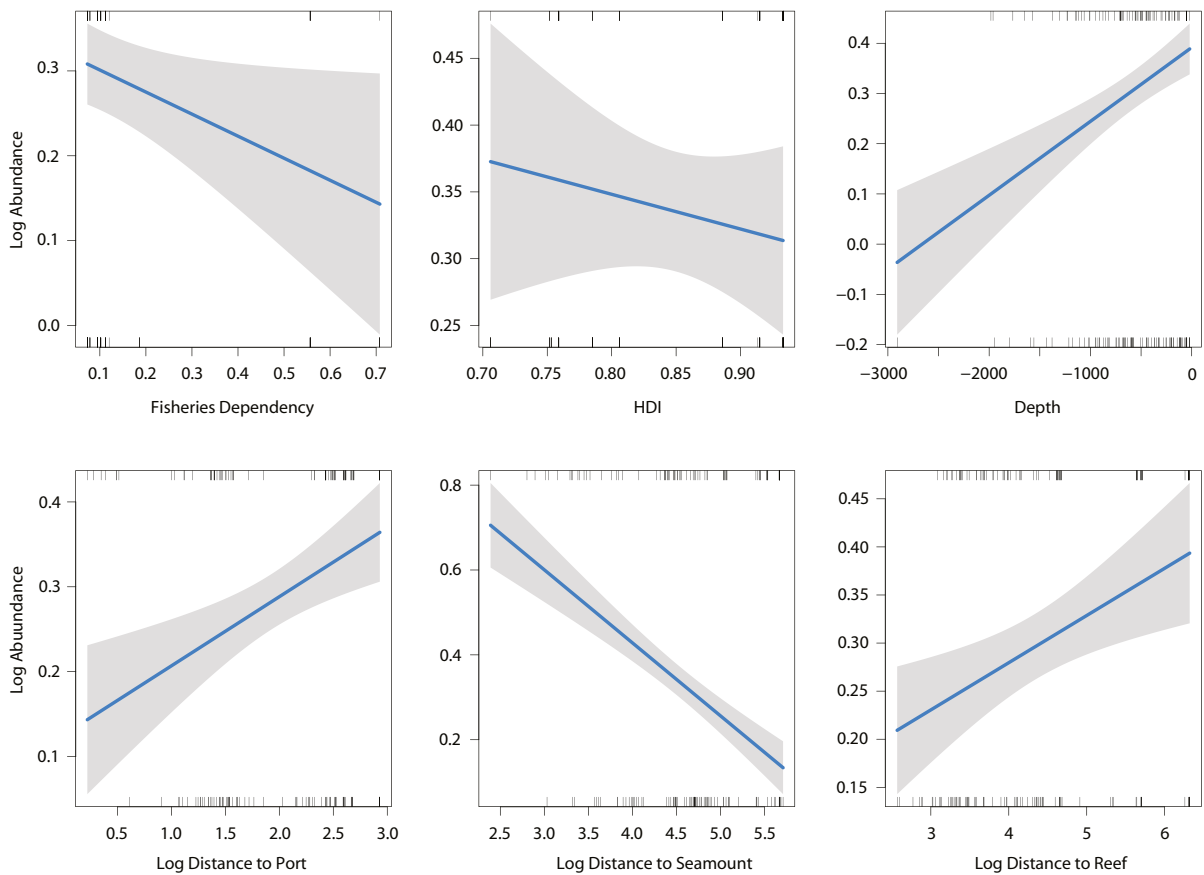 Log Abundance
0.3
0.2
0.1
0.0
0.1 0.2 0.3 0.4 0.5 0.6 0.7
Fisheries Dependency
0.45
0.40
0.35
0.30
0.25
0.70 0.75 0.80 0.85 0.90
HDI
0.4
0.3
0.2
0.1
0.0
−0.1
−0.2
−3000 −2000 −1000 0
Depth
Log Abuundance
0.4
0.3
0.2
0.1
0.5 1.0 1.5 2.0 2.5 3.0
Log Distance to Port
0.8
0.6
0.4
0.2
2.5 3.0 3.5 4.0 4.5 5.0 5.5
Log Distance to Seamount
0.45
0.40
0.35
0.30
0.25
0.20
0.15
3 4 5 6
Log Distance to Reef